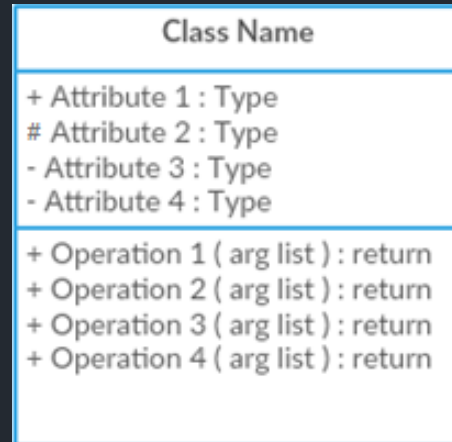 Class Name
+ Attribute 1 : Type
# Attribute 2 : Type
- Attribute 3 : Type
- Attribute 4 : Type
+ Operation 1 ( arg list ) : return
+ Operation 2 ( arg list ) : return
+ Operation 3 ( arg list ) : return
+ Operation 4 ( arg list ) : return